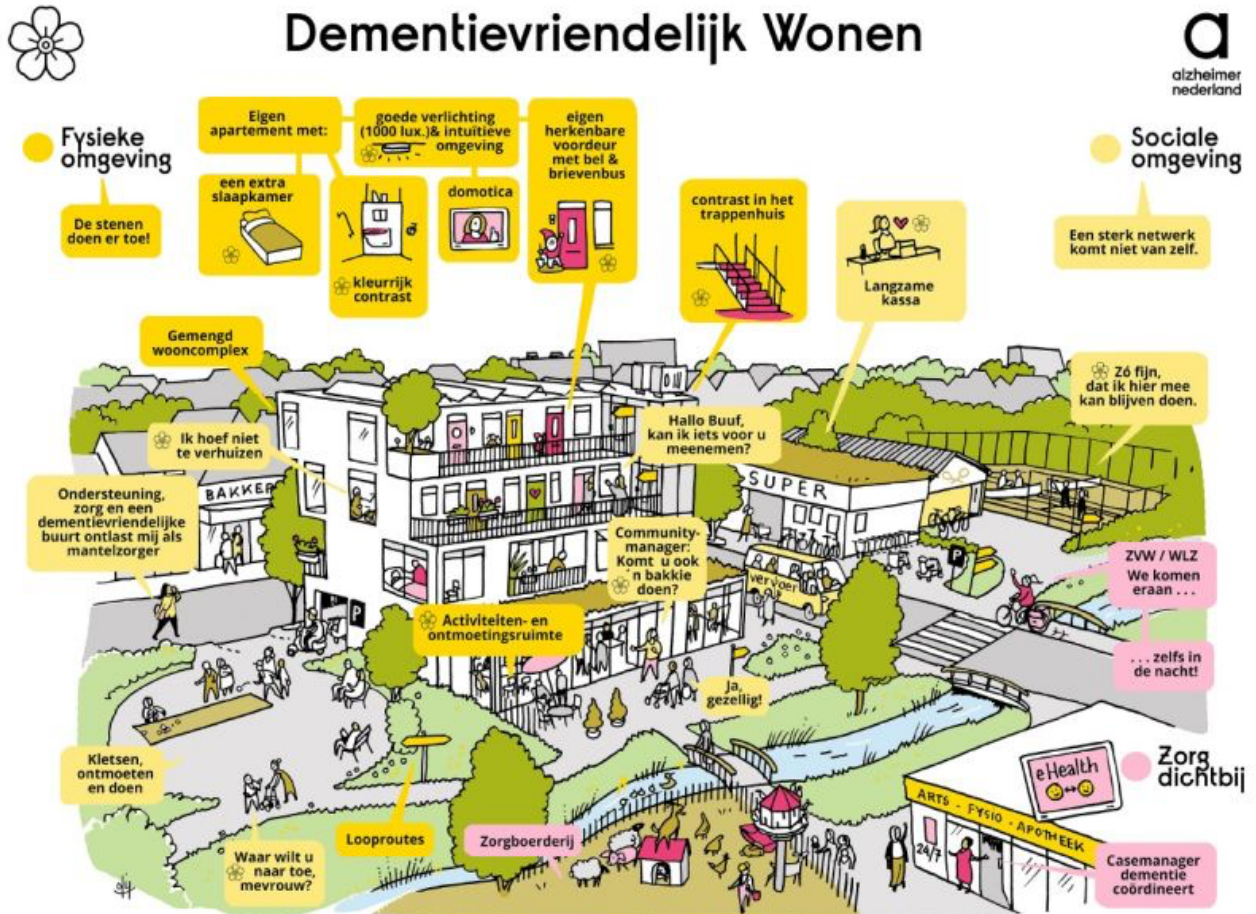 Dementievriendelijk Wonen
a
alzheimer
nederland
Fysieke
omgeving
De stenen
doen er toe!
Eigen
apartement met:
een extra
slaapkamer
kleurrijk
contrast
goede verlichting
(1000 lux.)& intuïtieve
omgeving
domotica
eigen
herkenbare
voordeur
met bel &
brievenbus
contrast in het
trappenhuis
Langzame
kassa
Sociale
omgeving
Een sterk netwerk
komt niet van zelf.
Gemengd
wooncomplex
Zó fijn,
dat ik hier mee
kan blijven doen.
Ik hoef niet
te verhuizen
Hallo Buuf,
kan ik iets voor u
meenemen?
BAKKER
SUPER
Ondersteuning,
zorg en een
dementievriendelijke
buurt ontlast mij als
mantelzorger
Community-
manager:
Komt u ook
'n bakkie
doen?
vervoer
P
ZVW / WLZ
We komen
eraan . . .
. . . zelfs in
de nacht!
P
Activiteiten- en
ontmoetingsruimte
Ja,
gezellig!
Kletsen,
ontmoeten
en doen
Looproutes
Waar wilt u
naar toe,
mevrouw?
Zorgboerderij
eHealth
Zorg
dichtbij
ARTS - FYSIO - APOTHEEK
24/7
Casemanager
dementie
coördineert